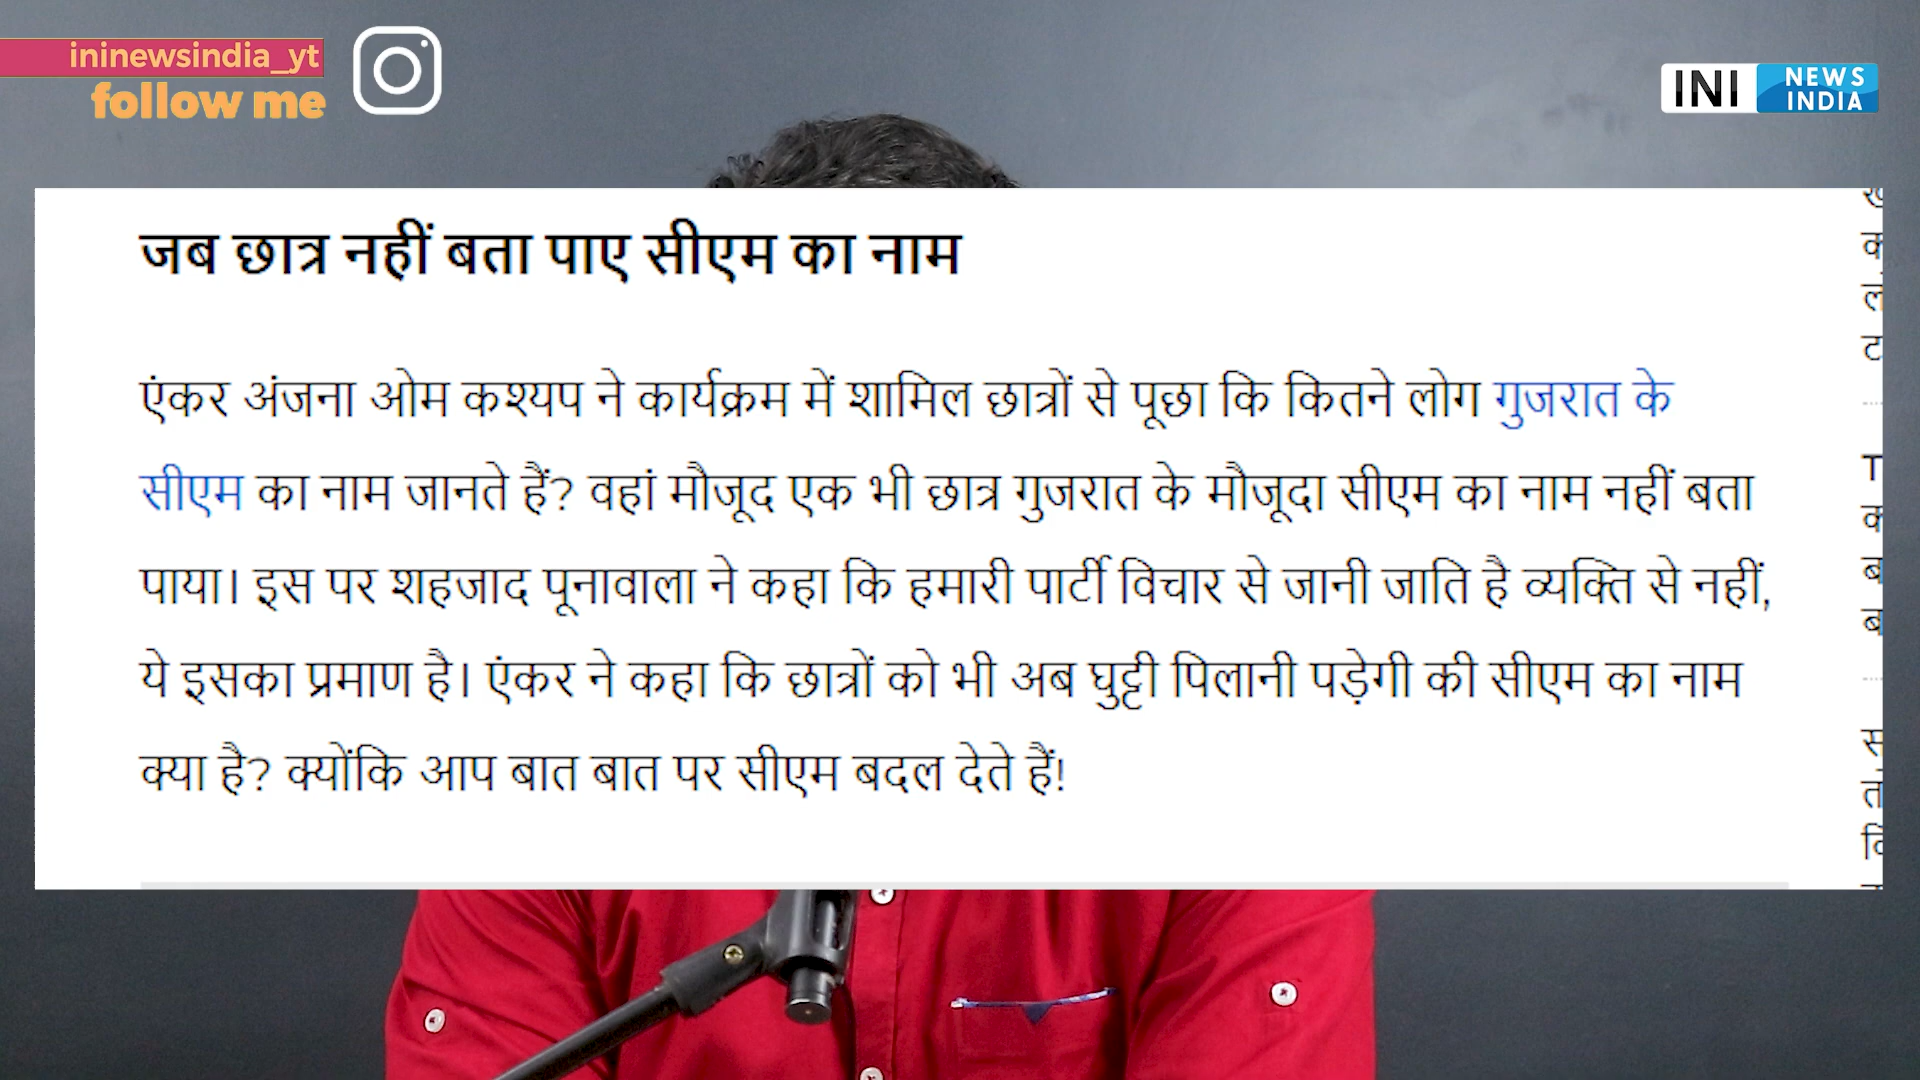 ininewsindia_yt
follow me
INI NEWS
INDIA
जब छात्र नहीं बता पाए सीएम का नाम
एंकर अंजना ओम कश्यप ने कार्यक्रम में शामिल छात्रों से पूछा कि कितने लोग गुजरात के
सीएम का नाम जानते हैं? वहां मौजूद एक भी छात्र गुजरात के मौजूदा सीएम का नाम नहीं बता
पाया। इस पर शहजाद पूनावाला ने कहा कि हमारी पार्टी विचार से जानी जाति है व्यक्ति से नहीं,
ये इसका प्रमाण है। एंकर ने कहा कि छात्रों को भी अब घुट्टी पिलानी पड़ेगी की सीएम का नाम
क्या है? क्योंकि आप बात बात पर सीएम बदल देते हैं!